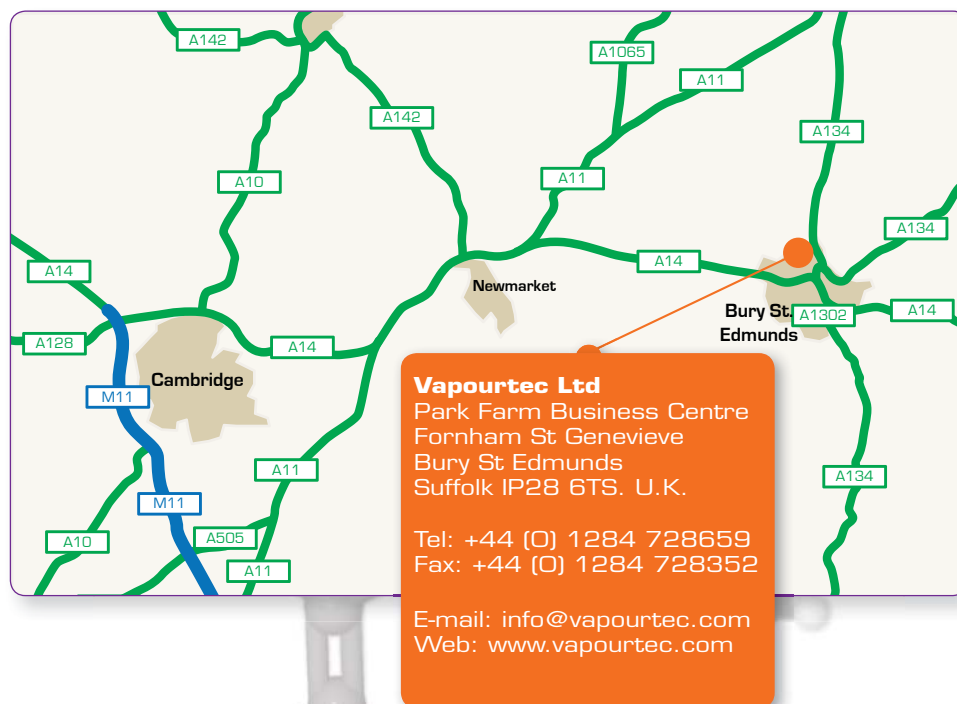 A142
A1065
A11
A142
A134
A10
A11
A134
A14
A14
Newmarket
Bury St.
Edmunds
A1302
A14
A128
A14
Cambridge
M11
A11
M11
A134
A10
A505
A11
Vapourtec Ltd
Park Farm Business Centre
Fornham St Genevieve
Bury St Edmunds
Suffolk IP28 6TS. U.K.
Tel: +44 (0) 1284 728659
Fax: +44 (0) 1284 728352
E-mail: info@vapourtec.com
Web: www.vapourtec.com